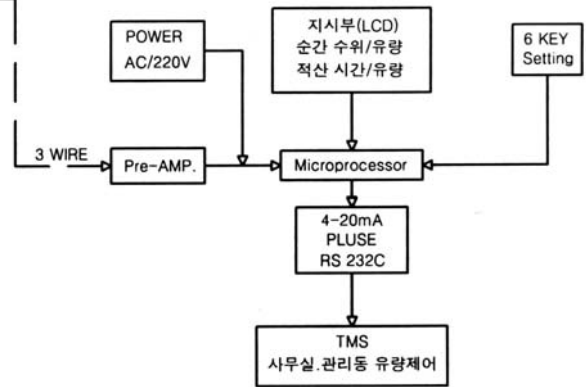 POWER
AC/220V
지시부(LCD)
순간 수위/유량
적산 시간/유량
6 KEY
Setting
3 WIRE
Pre-AMP.
Microprocessor
4-20mA
PLUSE
RS 232C
TMS
사무실.관리동 유량제어